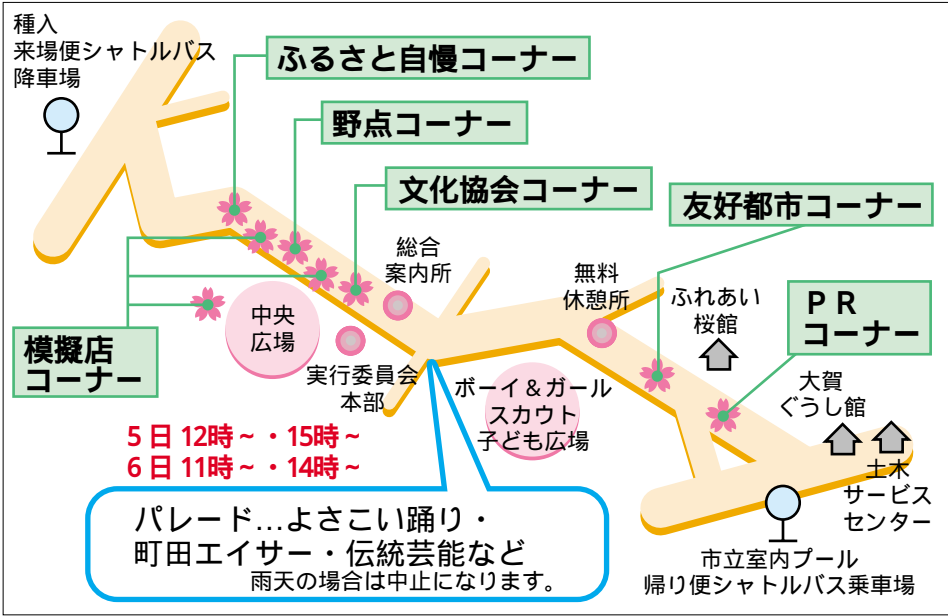 種入
来場便シャトルバス
降車場
ふるさと自慢コーナー
野点コーナー
文化協会コーナー
友好都市コーナー
総合
案内所
無料
休憩所
ふれあい
桜館
ＰＲ
コーナー
中央
広場
模擬店
コーナー
実行委員会
本部
ボーイ＆ガール
スカウト
子ども広場
大賀
ぐうし館
5日 12時～・15時～
6日 11時～・14時～
土木
サービス
センター
パレード…よさこい踊り・
町田エイサー・伝統芸能など
雨天の場合は中止になります。
市立室内プール
帰り便シャトルバス乗車場